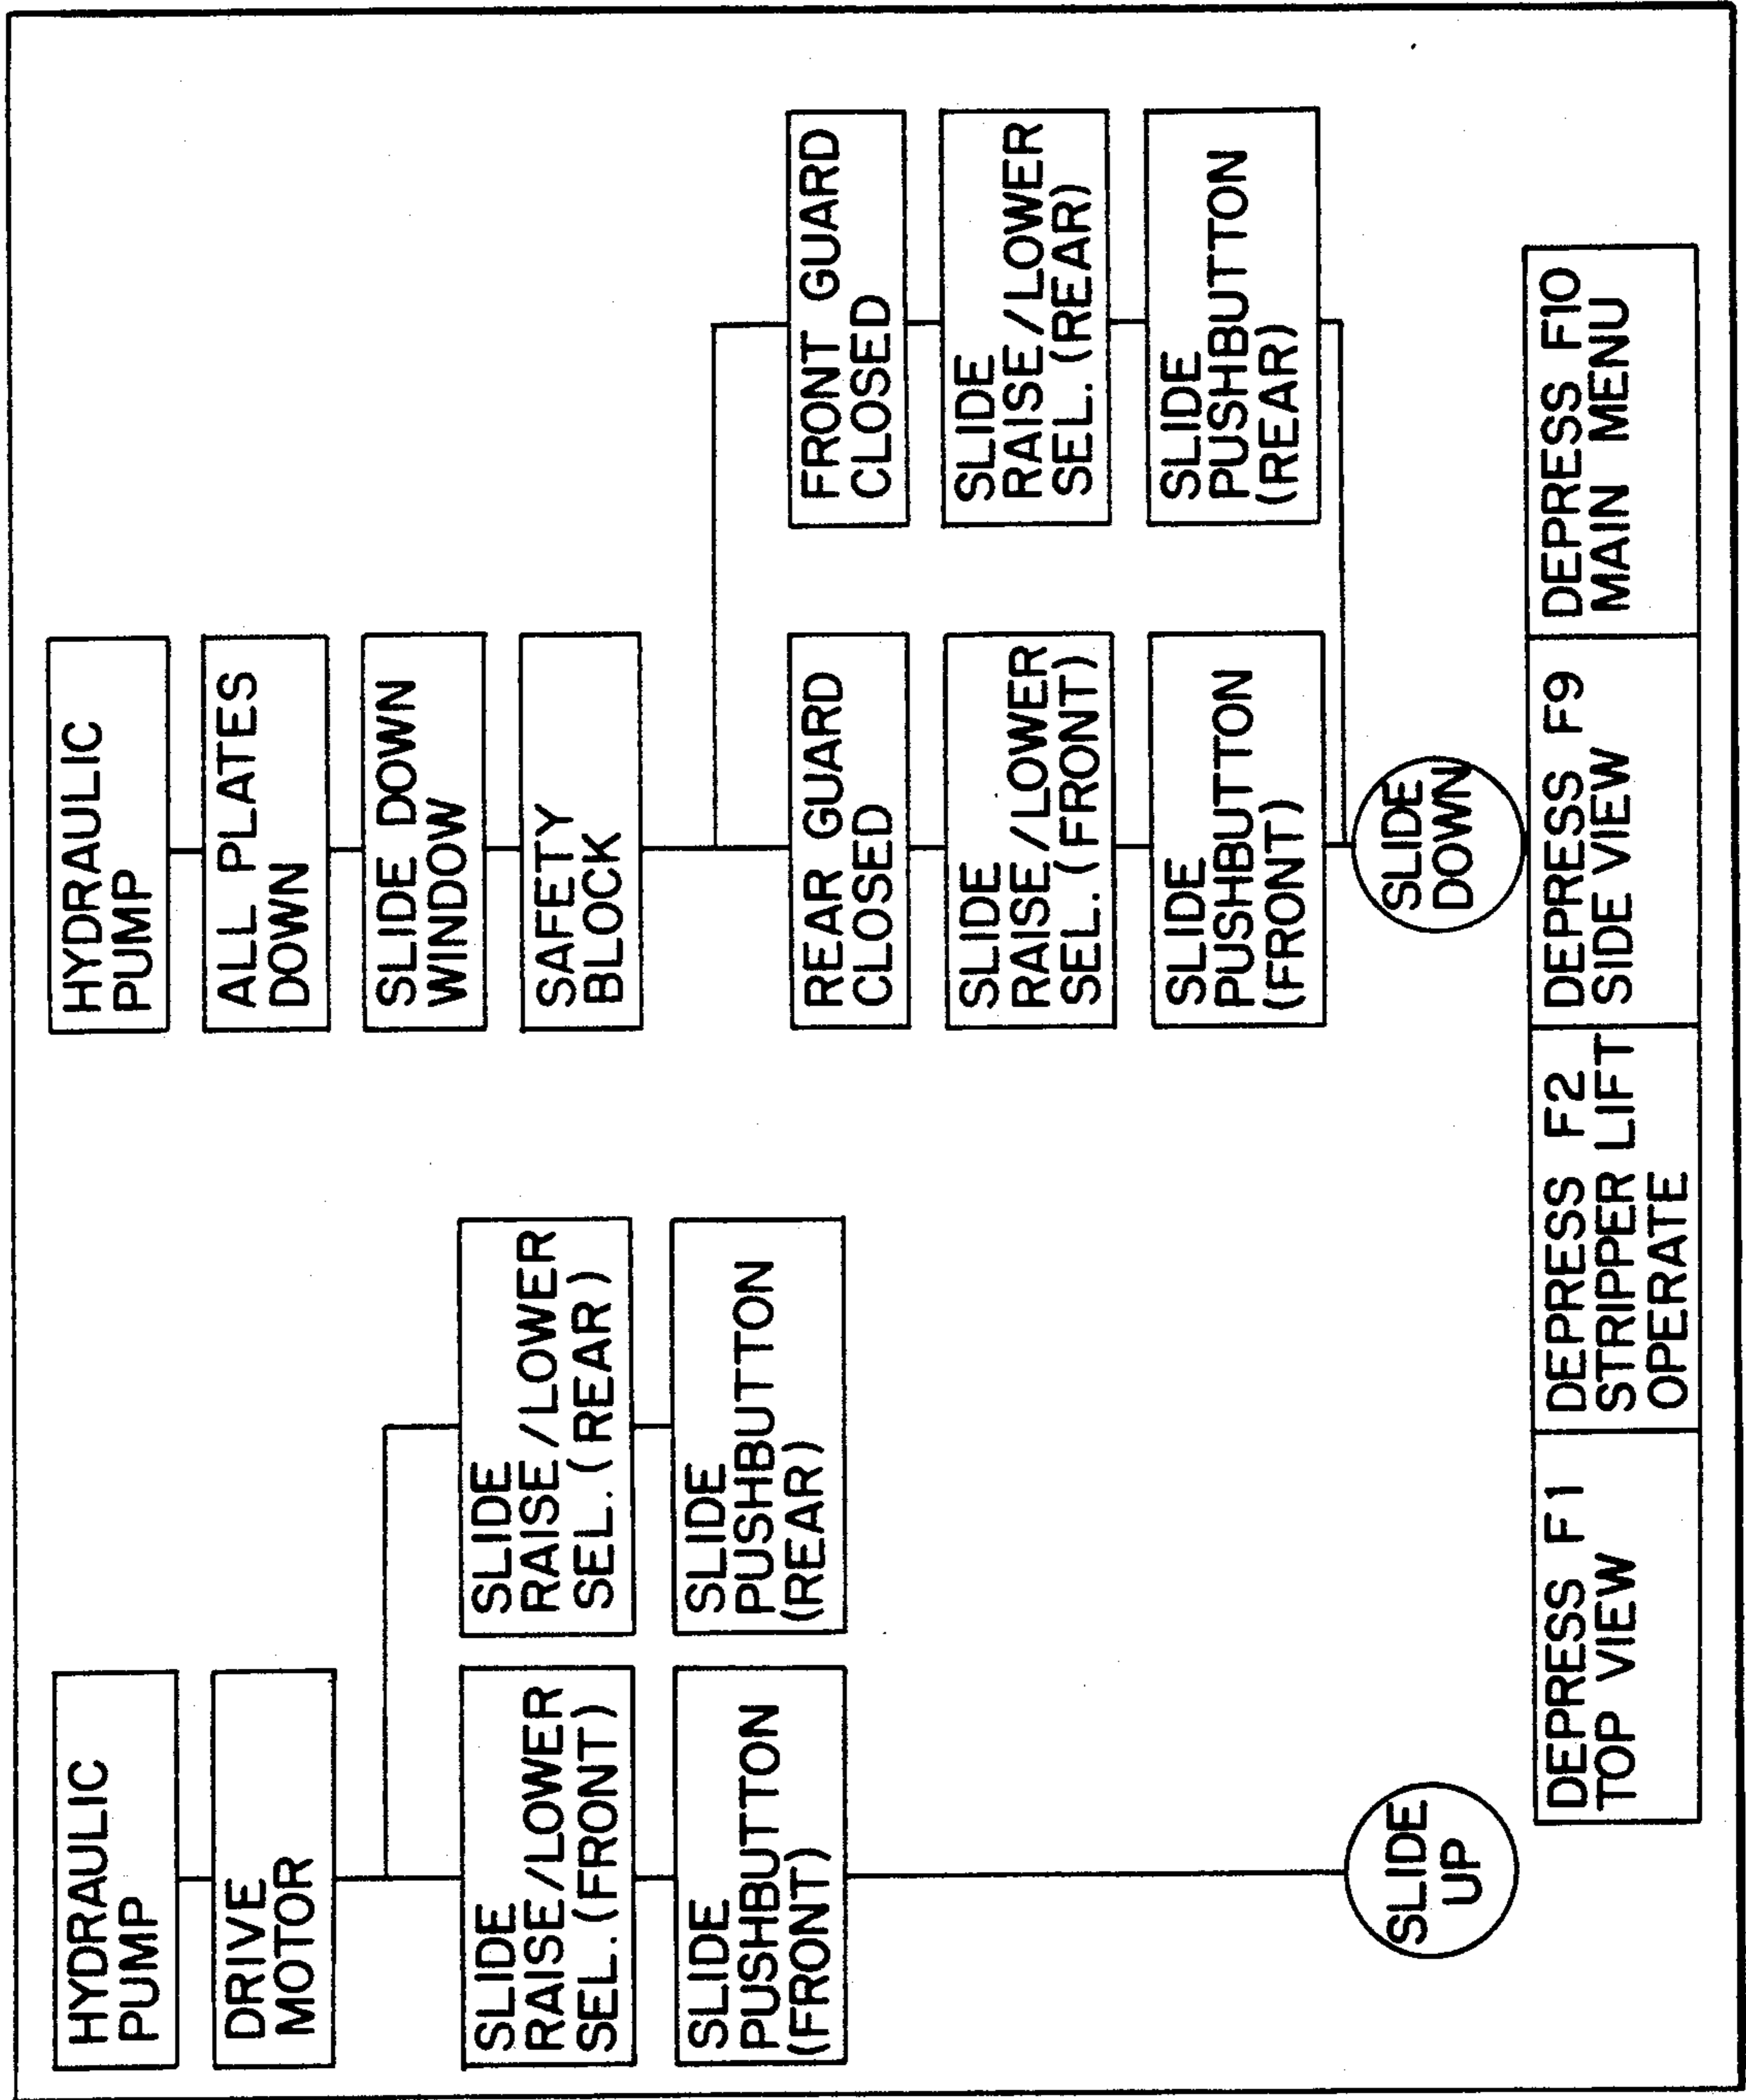 HYDRAULIC
PUMP
DRIVE
MOTOR
SLIDE
RAISE/LOWER
SEL. (FRONT)
SLIDE
PUSHBUTTON
(FRONT)
SLIDE
RAISE/LOWER
SEL. (REAR)
SLIDE
PUSHBUTTON
(REAR)
SLIDE
UP
HYDRAULIC
PUMP
ALL PLATES
DOWN
SLIDE DOWN
WINDOW
SAFETY
BLOCK
REAR GUARD
CLOSED
SLIDE
RAISE/LOWER
SEL. (FRONT)
SLIDE
PUSHBUTTON
(FRONT)
FRONT GUARD
CLOSED
SLIDE
RAISE/LOWER
SEL. (REAR)
SLIDE
PUSHBUTTON
(REAR)
SLIDE
DOWN
DEPRESS F1
TOP VIEW
DEPRESS F2
STRIPPER LIFT
OPERATE
DEPRESS F9
SIDE VIEW
DEPRESS F10
MAIN MENU